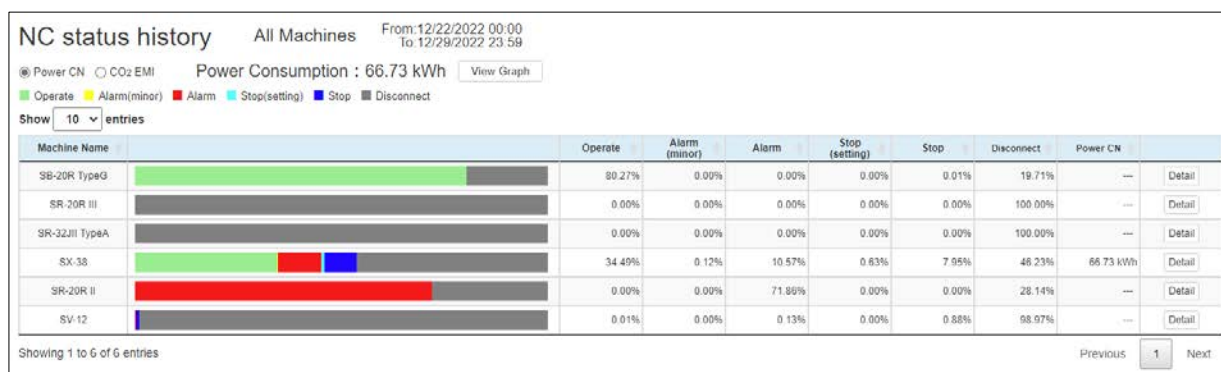 NC status history All Machines From:12/22/2022 00:00
To:12/29/2022 23:59
Power CN CO2 EMI Power Consumption : 66.73 kWh View Graph
Operate Alarm(minor) Alarm Stop(setting) Stop Disconnect
Show 10 entries
Machine Name Operate Alarm (minor) Alarm Stop (setting) Stop Disconnect Power CN
SB-20R TypeG 80.27% 0.00% 0.00% 0.00% 0.01% 19.71% --- Detail
SR-20R III 0.00% 0.00% 0.00% 0.00% 0.00% 100.00% --- Detail
SR-32JII TypeA 0.00% 0.00% 0.00% 0.00% 0.00% 100.00% --- Detail
SX-38 34.49% 0.12% 10.57% 0.63% 7.95% 46.23% 66.73 kWh Detail
SR-20R II 0.00% 0.00% 71.86% 0.00% 0.00% 28.14% --- Detail
SV-12 0.01% 0.00% 0.13% 0.00% 0.88% 98.97% --- Detail
Showing 1 to 6 of 6 entries Previous 1 Next